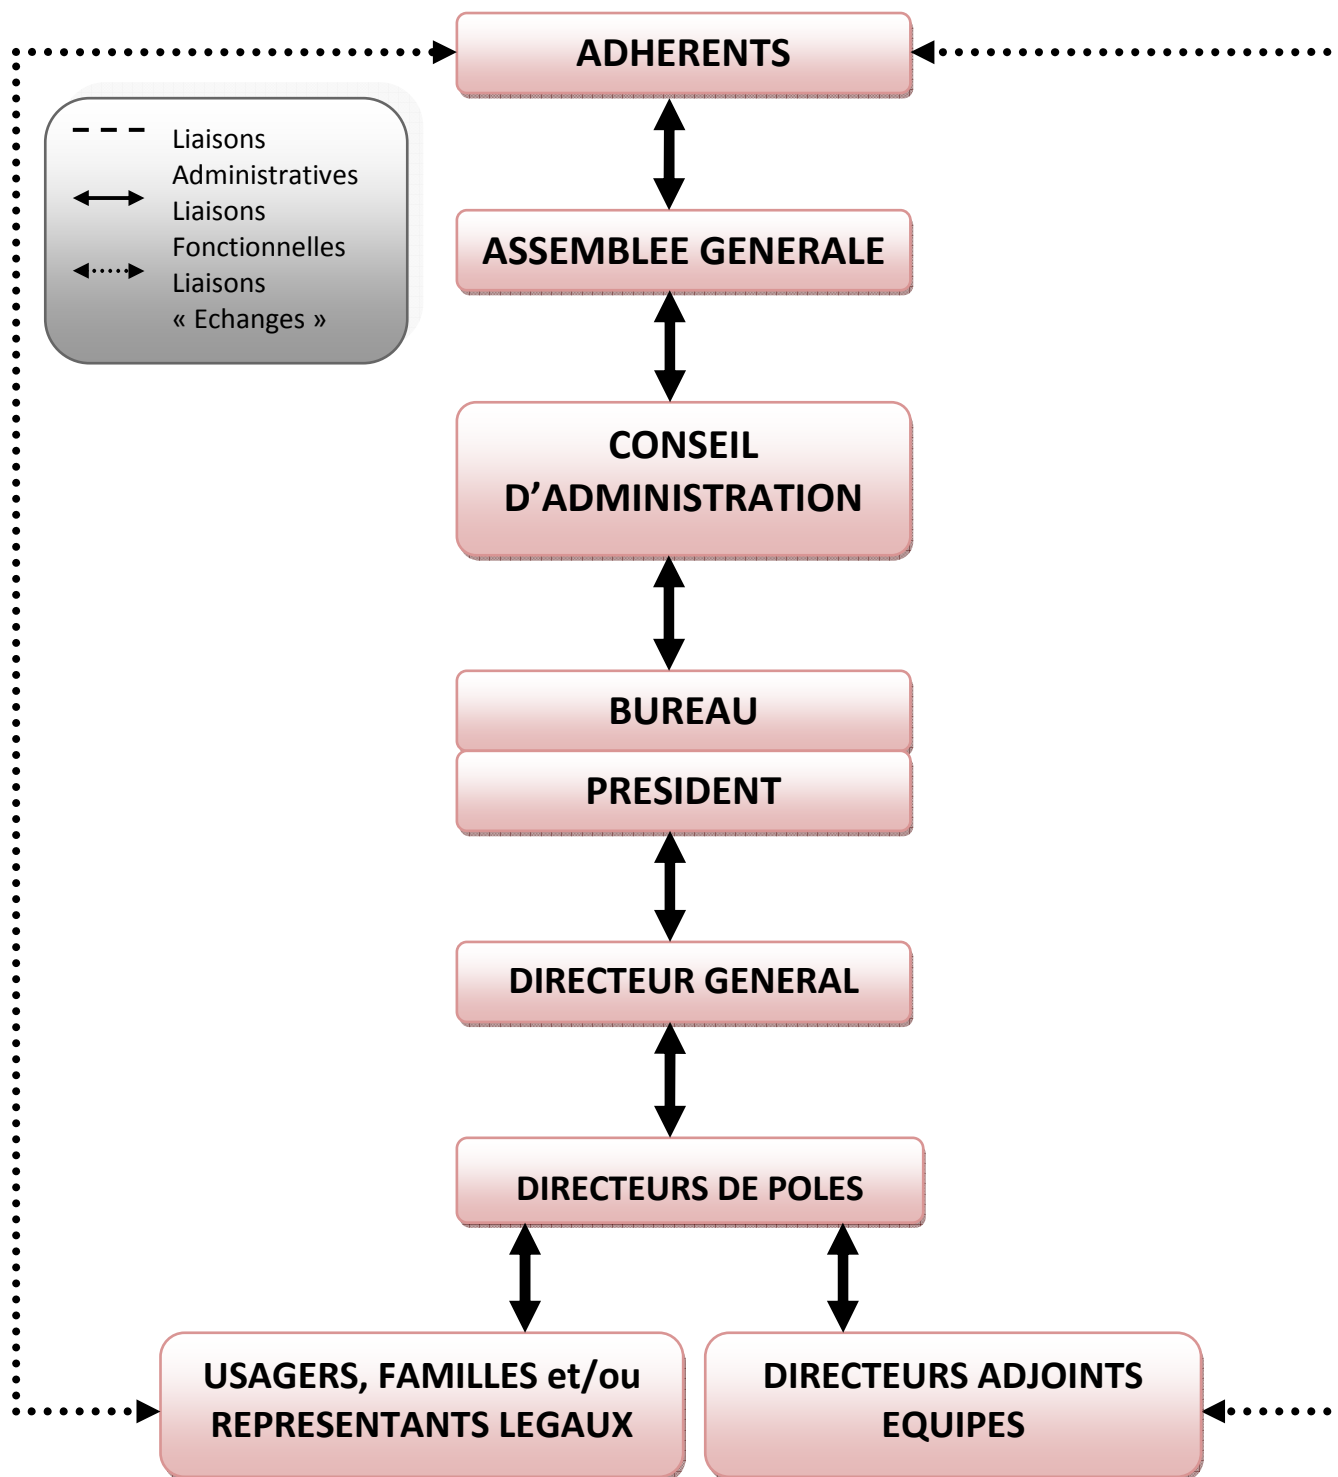 ADHERENTS
Liaisons
Administratives
Liaisons
Fonctionnelles
Liaisons
« Echanges »
ASSEMBLEE GENERALE
CONSEIL
D’ADMINISTRATION
BUREAU
PRESIDENT
DIRECTEUR GENERAL
DIRECTEURS DE POLES
USAGERS, FAMILLES et/ou
REPRESENTANTS LEGAUX
DIRECTEURS ADJOINTS
EQUIPES